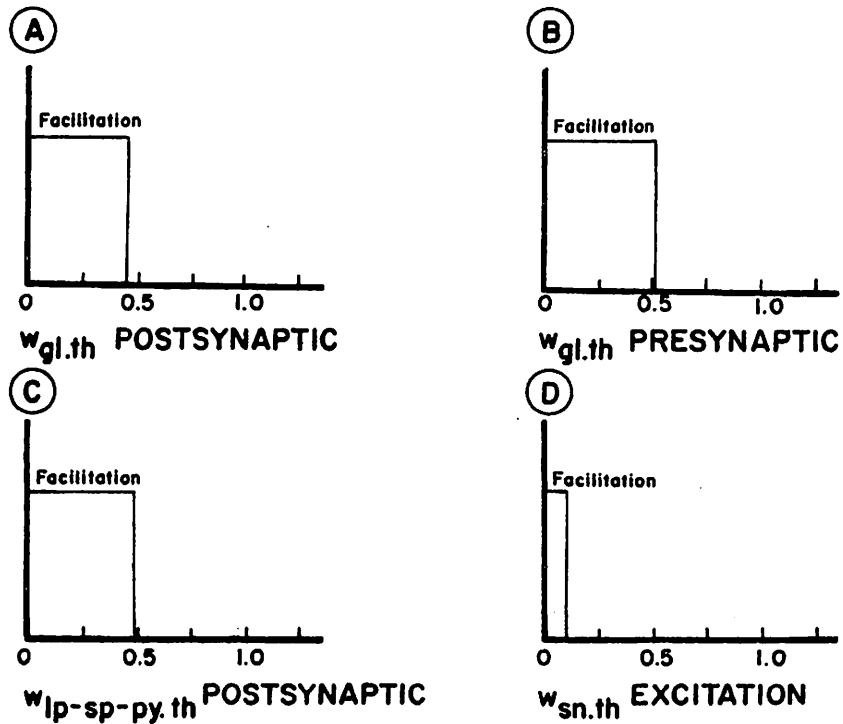 A
Facilitation
0 0.5 1.0
w gl.th POSTSYNAPTIC
B
Facilitation
0 0.5 1.0
w gl.th PRESYNAPTIC
C
Facilitation
0 0.5 1.0
w lp-sp-py.th POSTSYNAPTIC
D
Facilitation
0 0.5 1.0
w sn.th EXCITATION